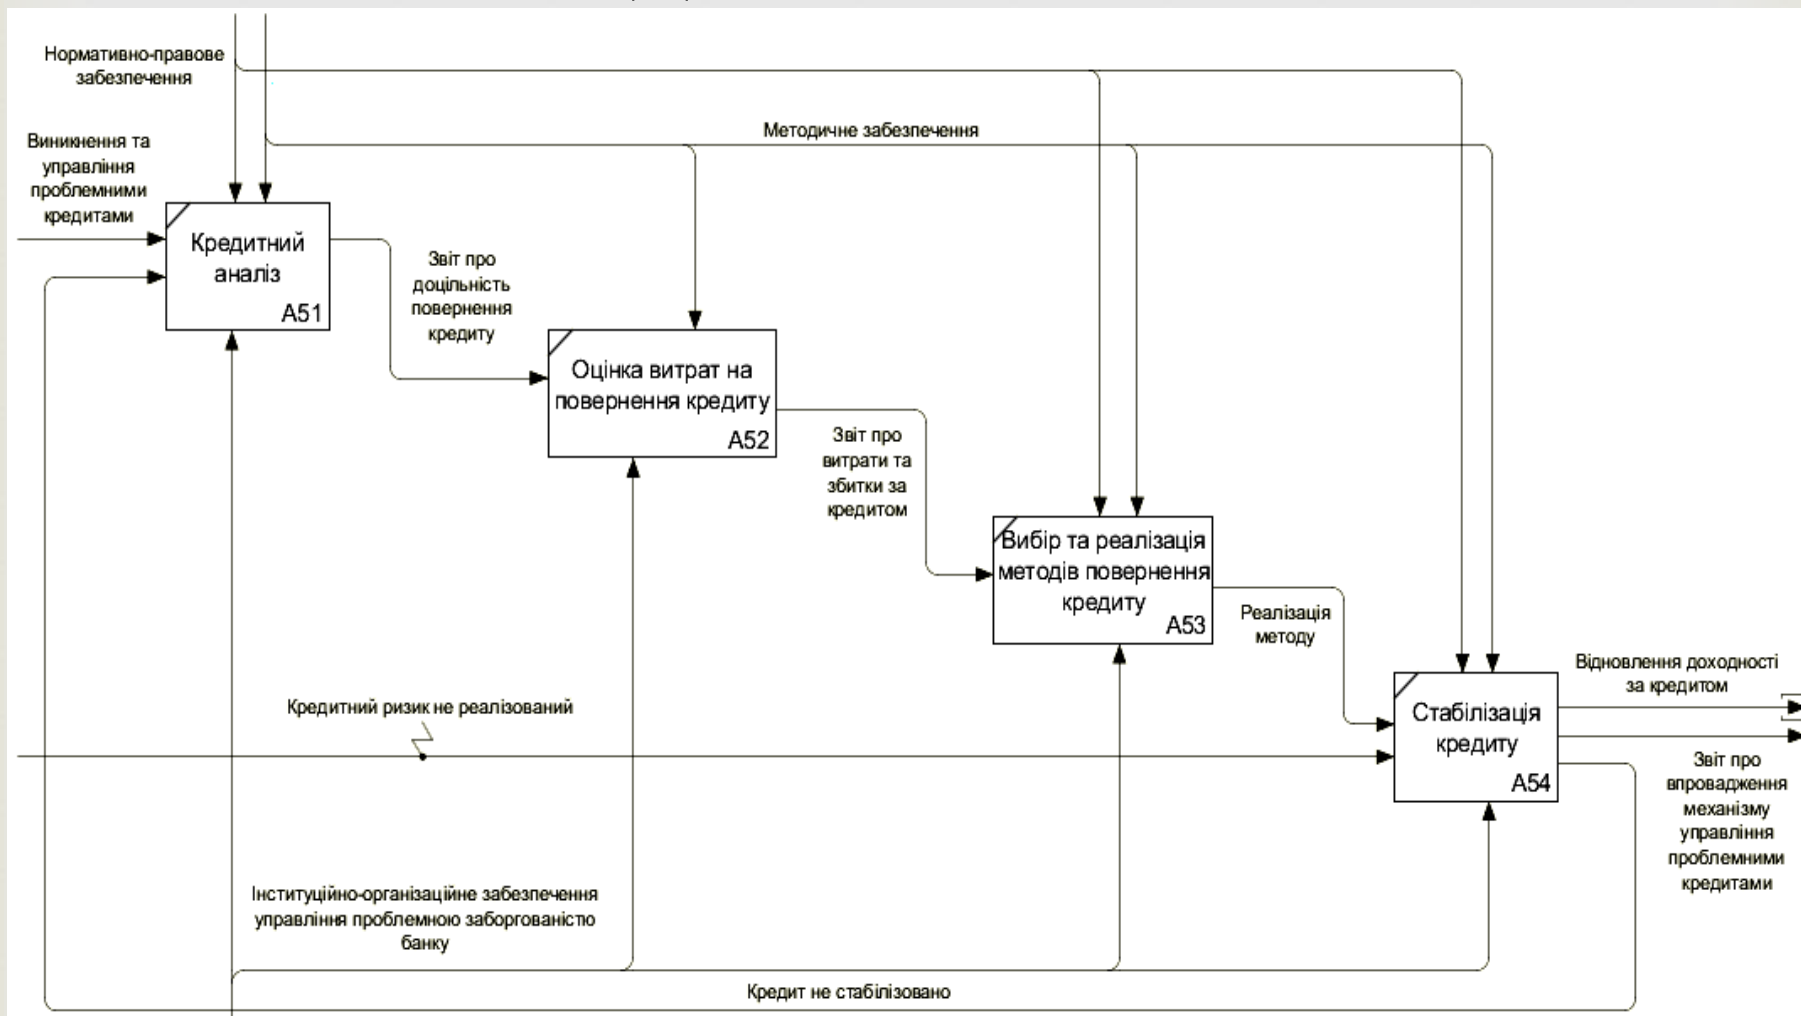 Нормативно-правове
забезпечення
Методичне забезпечення
Виникнення та
управління
проблемними
кредитами
Кредитний
аналіз
A51
Звіт про
доцільність
повернення
кредиту
Оцінка витрат на
повернення кредиту
A52
Звіт про
витрати та
збитки за
кредитом
Вибір та реалізація
методів повернення
кредиту
A53
Реалізація
методу
Кредитний ризик не реалізований
Стабілізація
кредиту
A54
Відновлення доходності
за кредитом
Звіт про
впровадження
механізму
управління
проблемними
кредитами
Інституційно-організаційне забезпечення
управління проблемною заборгованістю
банку
Кредит не стабілізовано